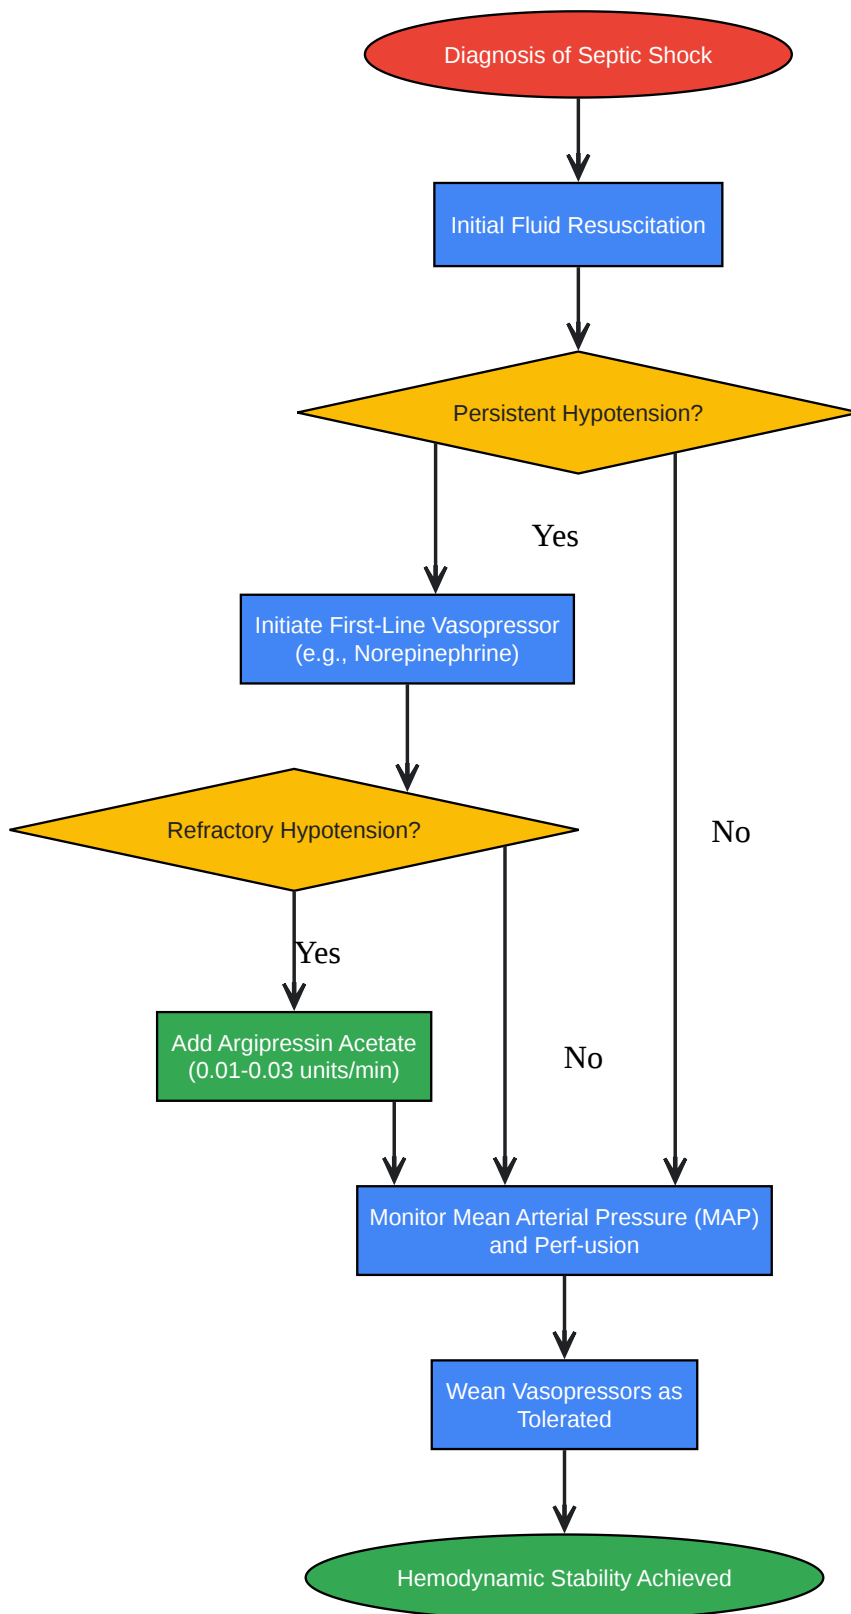 Diagnosis of Septic Shock
Initial Fluid Resuscitation
Persistent Hypotension?
Yes
Initiate First-Line Vasopressor
(e.g., Norepinephrine)
Refractory Hypotension?
No
Yes
Add Argipressin Acetate
(0.01-0.03 units/min)
No
Monitor Mean Arterial Pressure (MAP)
and Perf-usion
Wean Vasopressors as
Tolerated
Hemodynamic Stability Achieved